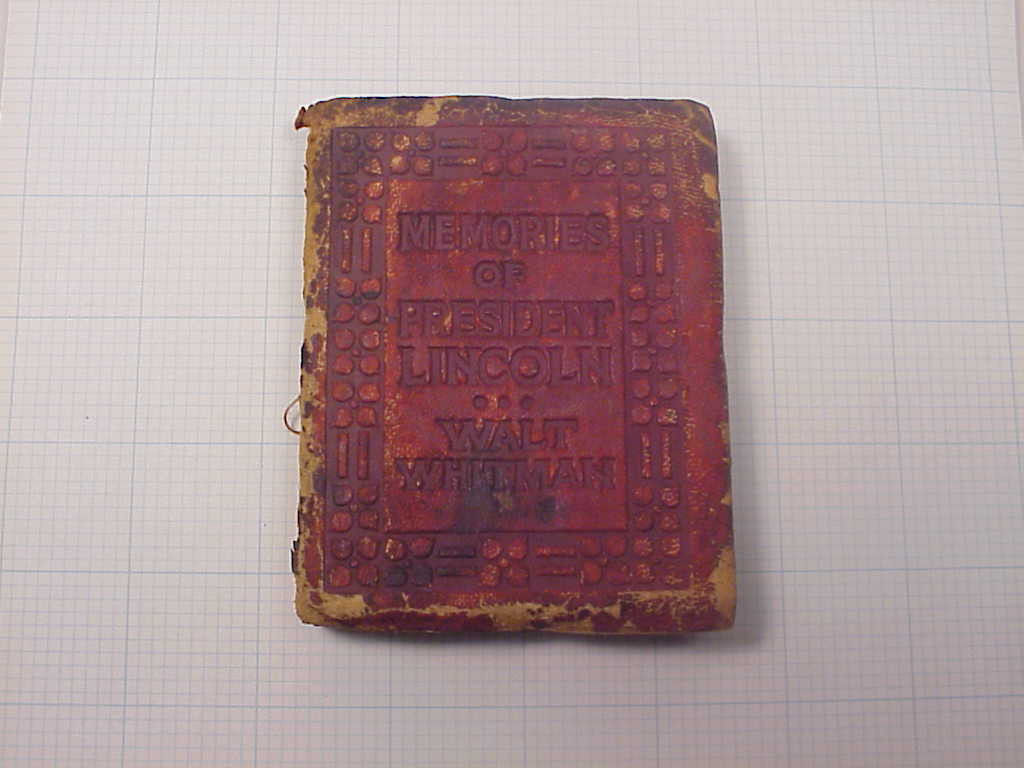 MEMORIES
OF
PRESIDENT
LINCOLN
...
WALT
WHITMAN